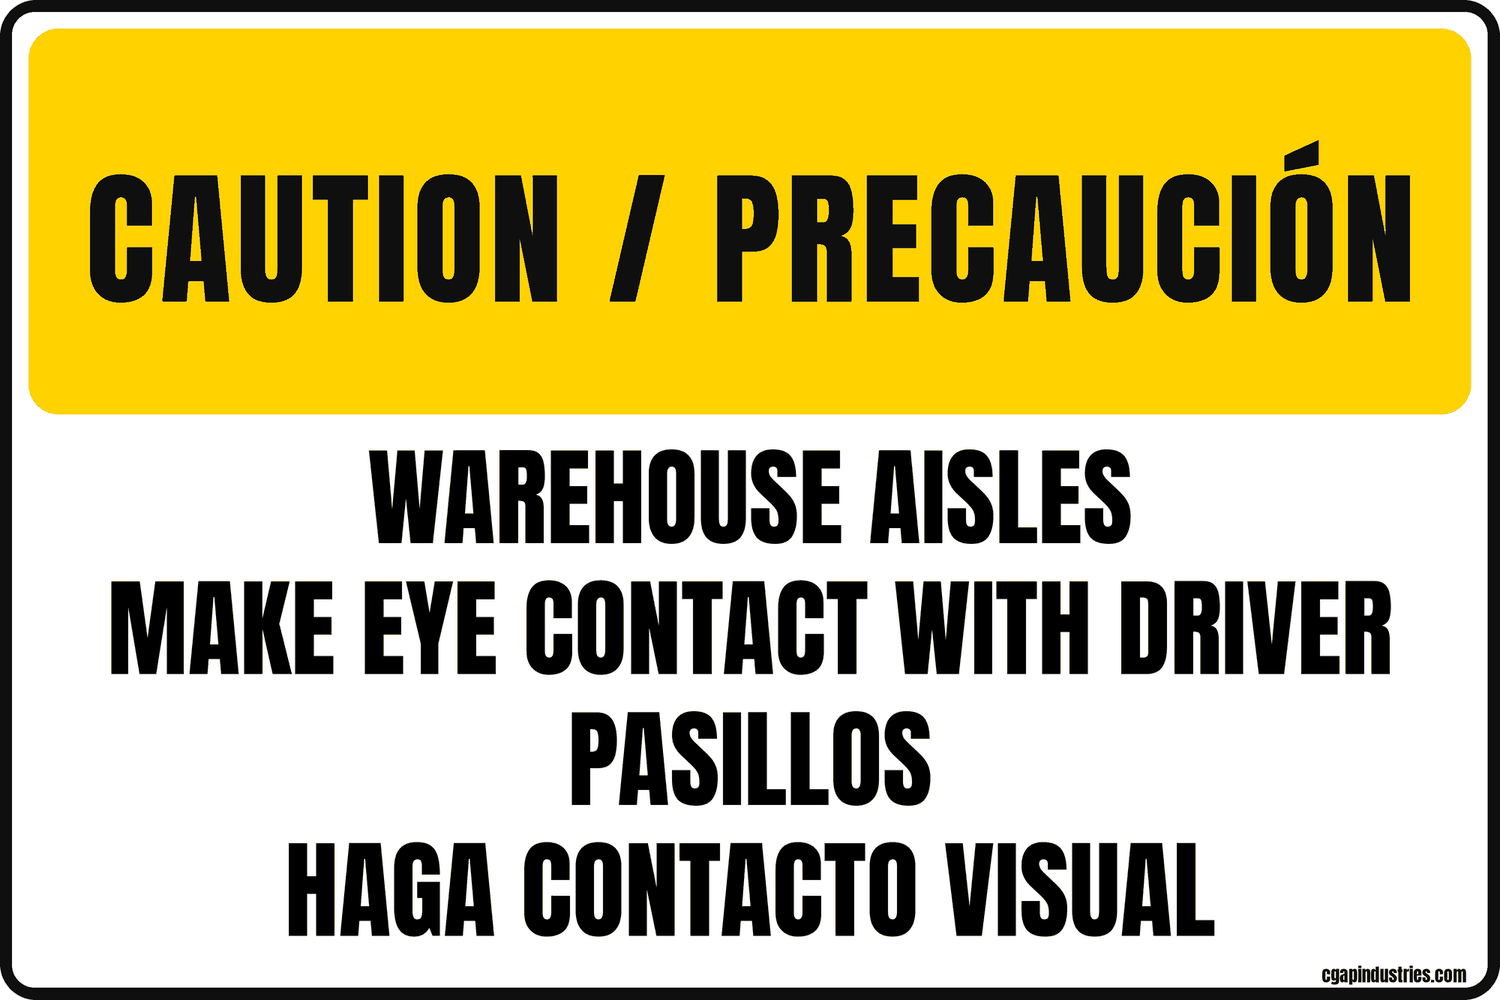 CAUTION / PRECAUCIÓN
WAREHOUSE AISLES
MAKE EYE CONTACT WITH DRIVER
PASILLOS
HAGA CONTACTO VISUAL
cgapindustries.com